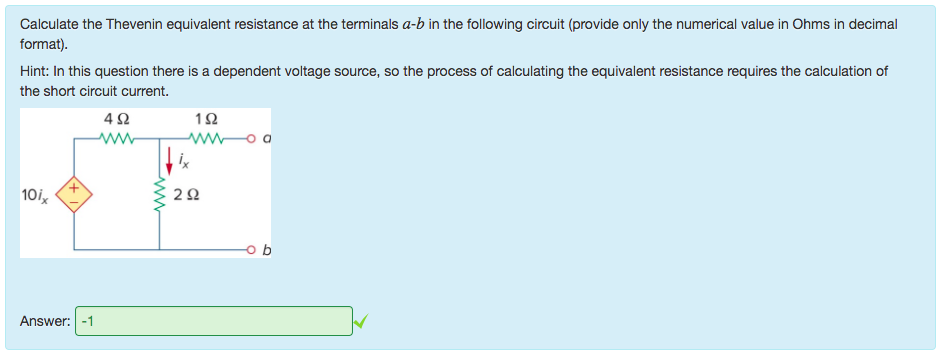 Calculate the Thevenin equivalent resistance at the terminals a-b in the following circuit (provide only the numerical value in Ohms in decimal
format).
Hint: In this question there is a dependent voltage source, so the process of calculating the equivalent resistance requires the calculation of
the short circuit current.
4 Ω 1 Ω
a
ix
10ix + − 2 Ω
b
Answer: -1